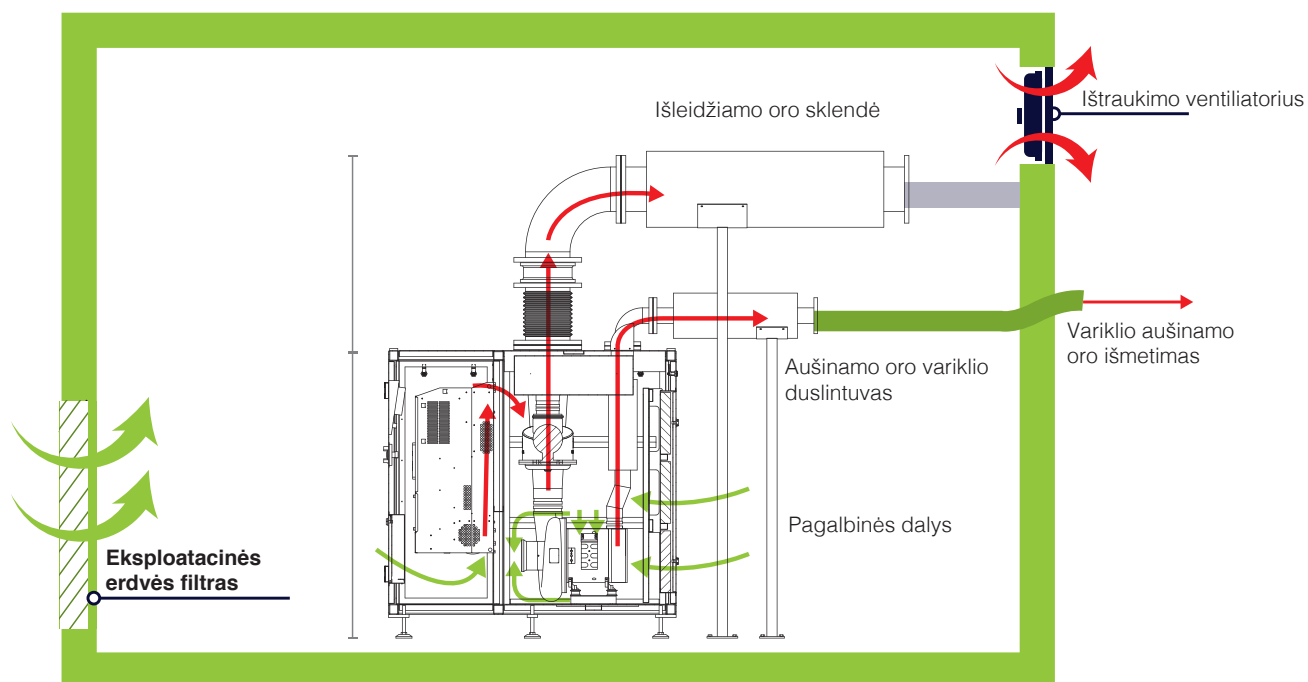 Išleidžiamo oro sklendė
Ištraukimo ventiliatorius
Variklio aušinamo
oro išmetimas
Aušinamo oro variklio
duslintuvas
Pagalbinės dalys
Eksploatacinės
erdvės filtras